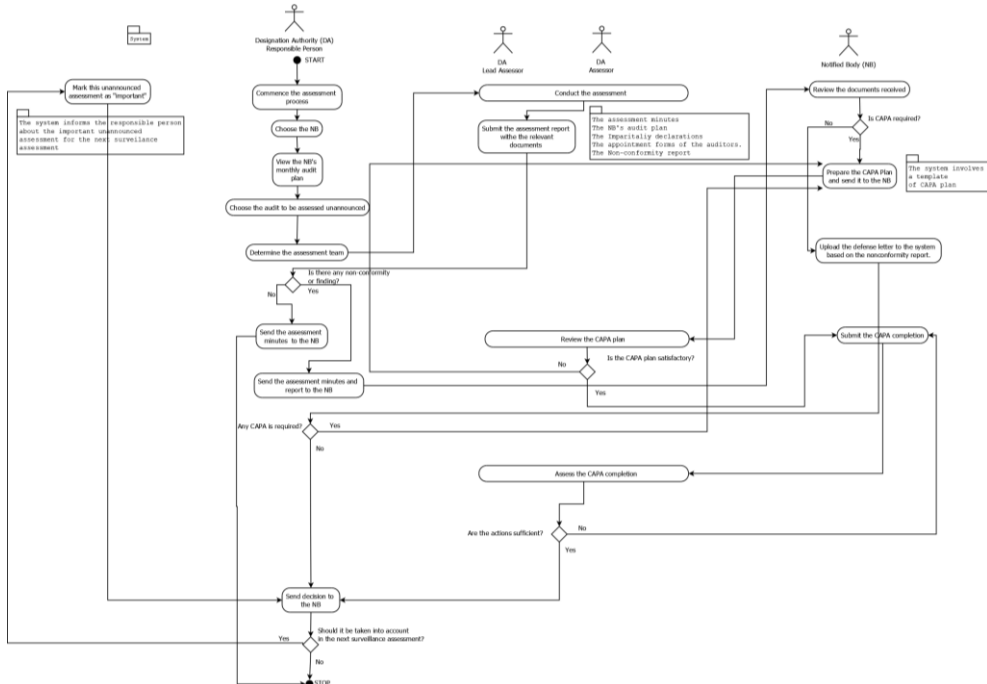 System
Designation Authority (DA)
Responsible Person
START
DA
Lead Assessor
DA
Assessor
Notified Body (NB)
Mark this unannounced
assessment as "important"
The system informs the responsible person
about the important unannounced
assessment for the next surveilance
assessment
Commence the assessment
process
Choose the NB
View the NB's
monthly audit
plan
Choose the audit to be assessed unannounced
Determine the assessment team
Conduct the assessment
Submit the assessment report
withe the relevant
documents
The assessment minutes
The NB's audit plan
The Imparitaliy declarations
The appointment forms of the auditors.
The Non-conformity report
Review the documents received
Is CAPA required?
No
Yes
Prepare the CAPA Plan
and send it to the NB
The system involves
a template
of CAPA plan
Upload the defense letter to the system
based on the nonconformity report.
Is there any non-conformity
or finding?
No
Yes
Send the assessment
minutes to the NB
Send the assessment minutes and
report to the NB
Review the CAPA plan
Is the CAPA plan satisfactory?
No
Yes
Submit the CAPA completion
Any CAPA is required?
Yes
No
Assess the CAPA completion
Are the actions sufficient?
No
Yes
Send decision to
the NB
Should it be taken into account
in the next surveillance assessment?
Yes
No
STOP